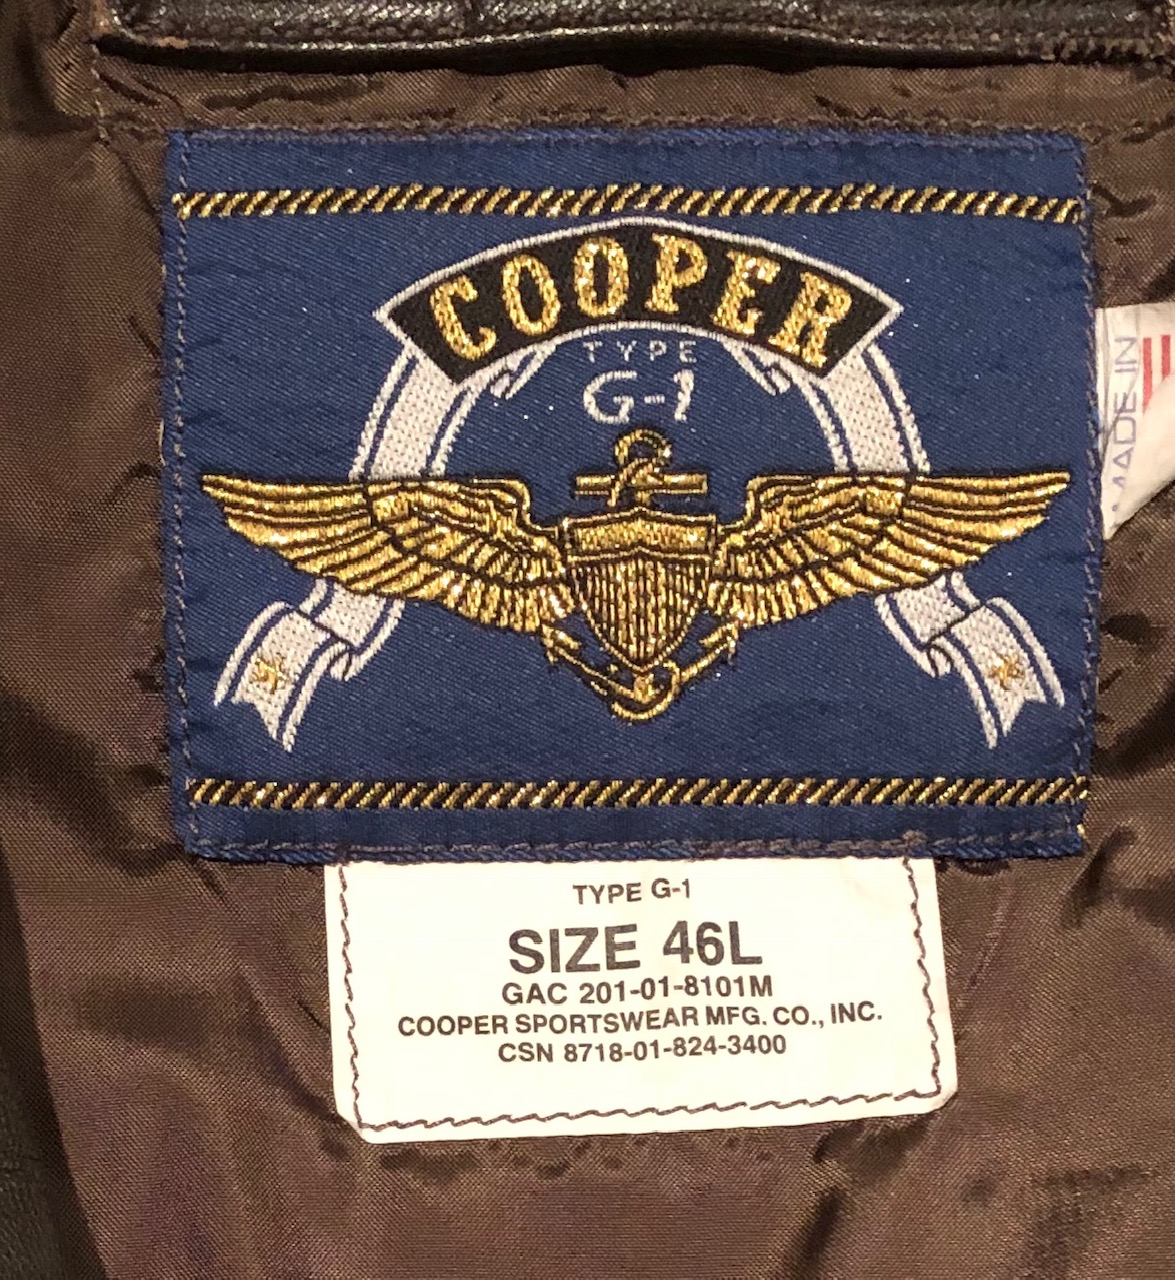 COOPER
TYPE
G-1
MADE IN
TYPE G-1
SIZE 46L
GAC 201-01-8101M
COOPER SPORTSWEAR MFG. CO., INC.
CSN 8718-01-824-3400